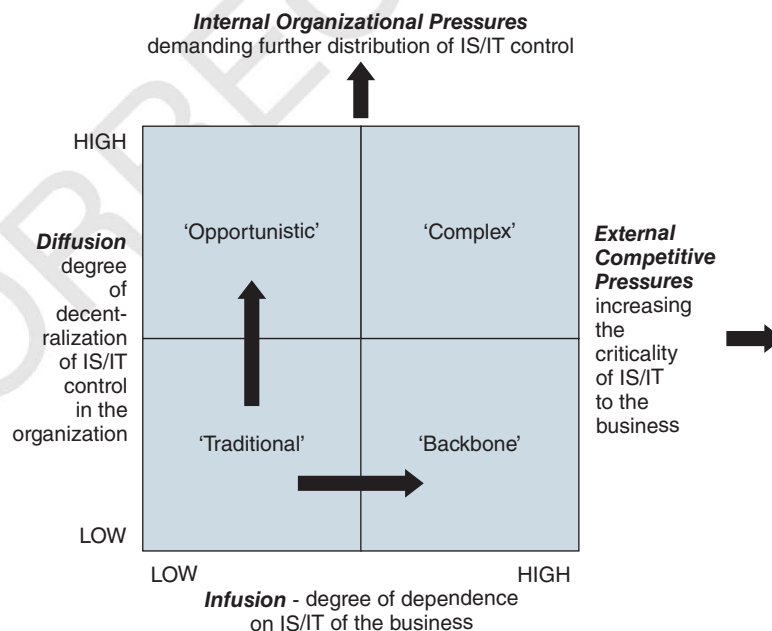 Internal Organizational Pressures
demanding further distribution of IS/IT control
HIGH
‘Opportunistic’
‘Complex’
Diffusion
degree
of
decent-
ralization
of IS/IT
control
in the
organization
External
Competitive
Pressures
increasing
the
criticality
of IS/IT
to the
business
‘Traditional’
‘Backbone’
LOW
LOW
HIGH
Infusion - degree of dependence
on IS/IT of the business